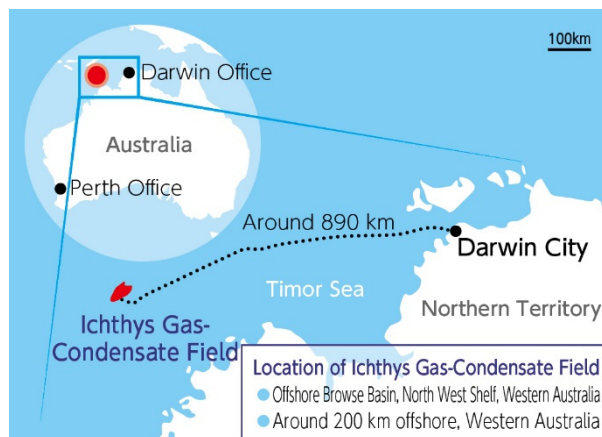 100km
Darwin Office
Australia
Perth Office
Around 890 km
Darwin City
Timor Sea
Northern Territory
Ichthys Gas-
Condensate Field
Location of Ichthys Gas-Condensate Field
Offshore Browse Basin, North West Shelf, Western Australia
Around 200 km offshore, Western Australia